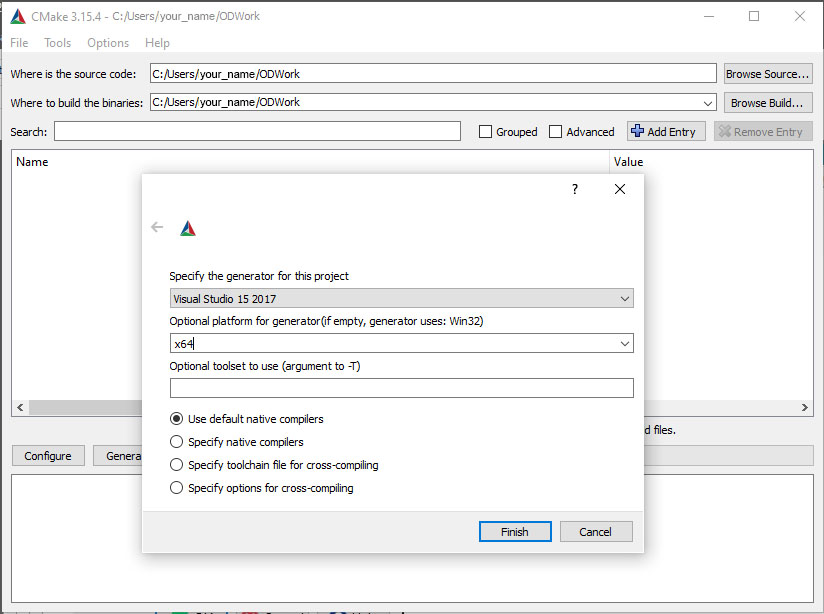 CMake 3.15.4 - C:/Users/your_name/ODWork
File Tools Options Help
Where is the source code: C:/Users/your_name/ODWork Browse Source...
Where to build the binaries: C:/Users/your_name/ODWork Browse Build...
Search: Grouped Advanced Add Entry Remove Entry
Name Value
?
Specify the generator for this project
Visual Studio 15 2017
Optional platform for generator(if empty, generator uses: Win32)
x64
Optional toolset to use (argument to -T)
Use default native compilers
d files.
Specify native compilers
Configure Genera
Specify toolchain file for cross-compiling
Specify options for cross-compiling
Finish Cancel